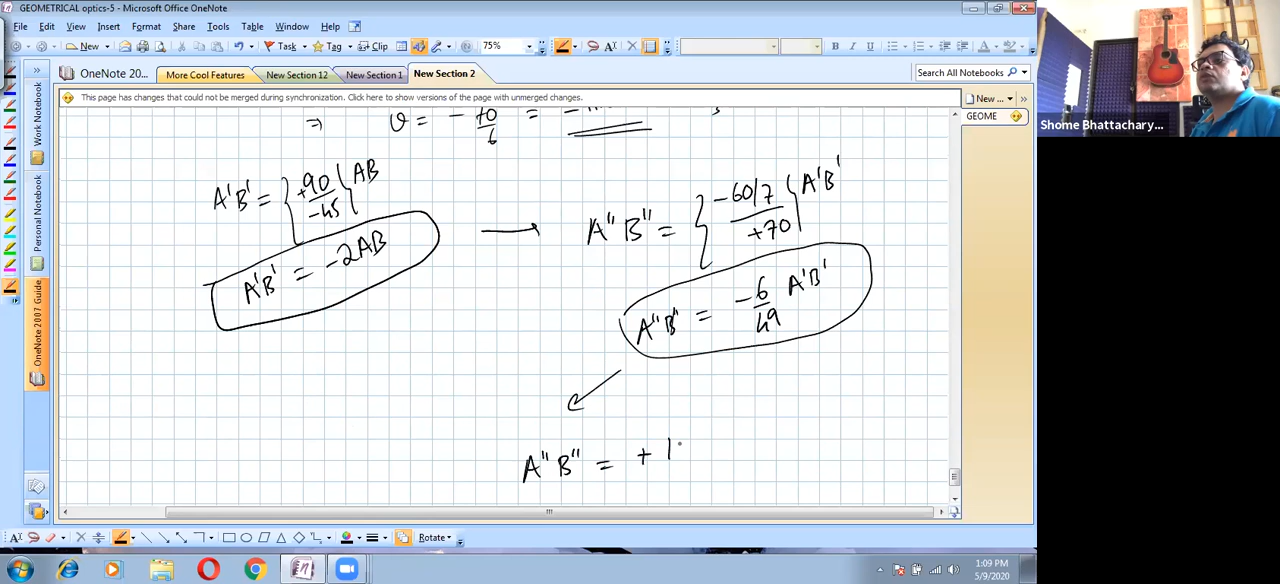 GEOMETRICAL optics-5 - Microsoft Office OneNote
File Edit View Insert Format Share Tools Table Window Help
New Task Tag Clip 75%
OneNote 20... More Cool Features New Section 12 New Section 1 New Section 2 Search All Notebooks
This page has changes that could not be merged during synchronization. Click here to show versions of the page with unmerged changes.
New ...
GEOME
Work Notebook
Personal Notebook
OneNote 2007 Guide
Shome Bhattachary...
⇒ v = - 70/6 =
A'B' = {+90/-45} AB
A'B' = -2AB
A"B" = {-60/7/+70} A'B'
A"B" = -6/49 A'B'
A"B" = + 1
Rotate
1:09 PM
5/9/2020